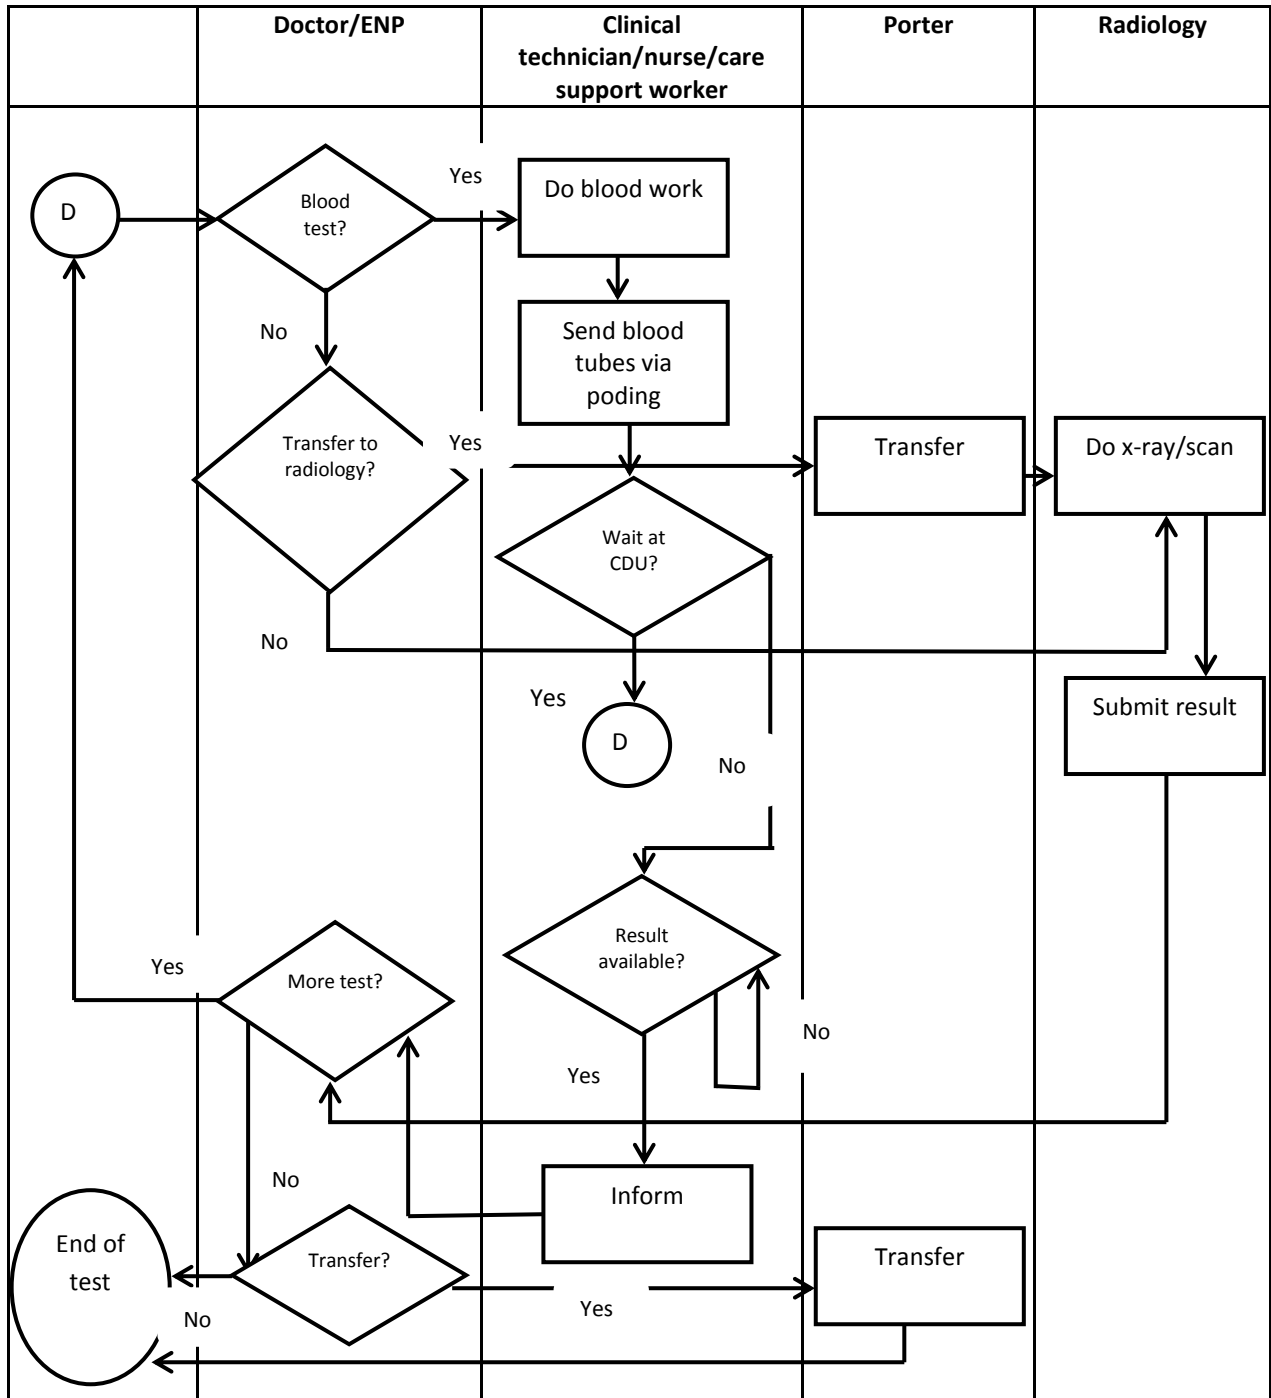 Doctor/ENP
Clinical
technician/nurse/care
support worker
Porter
Radiology
D
Blood
test?
Yes
Do blood work
No
Send blood
tubes via
poding
Transfer to
radiology?
Yes
Transfer
Do x-ray/scan
Wait at
CDU?
No
Yes
D
No
Submit result
Result
available?
More test?
Yes
No
Yes
No
Inform
End of
test
Transfer?
Transfer
Yes
No